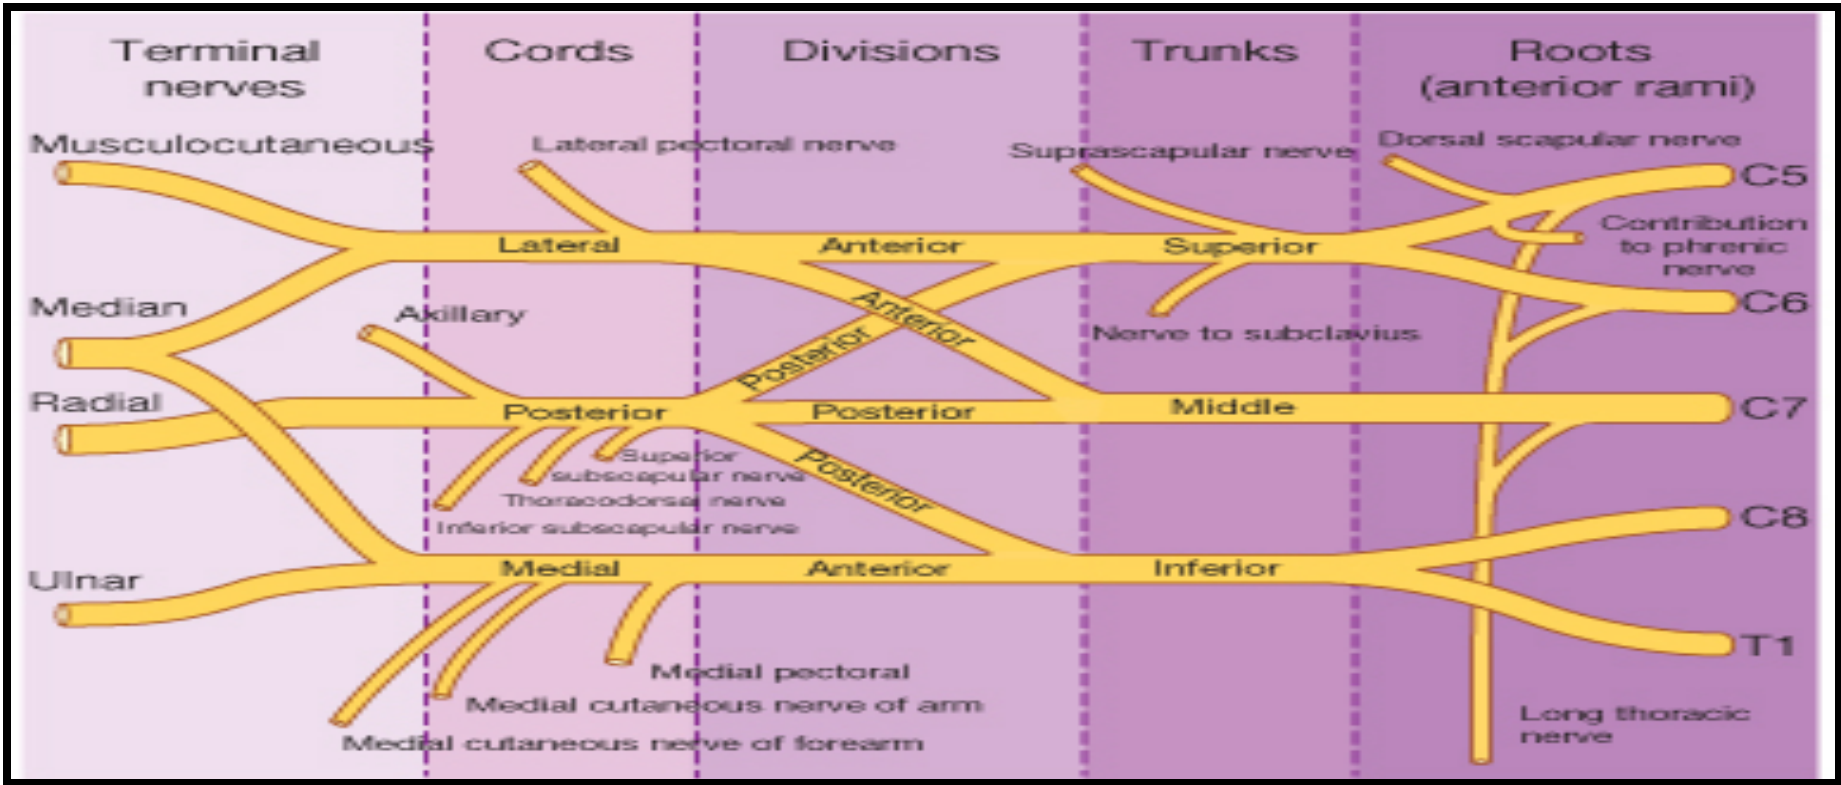 Terminal
nerves
Cords
Divisions
Trunks
Roots
(anterior rami)
Musculocutaneous
Lateral pectoral nerve
Suprascapular nerve
Dorsal scapular nerve
C5
Contribution
to phrenic
nerve
Lateral
Anterior
Superior
Median
Axillary
Anterior
Posterior
Nerve to subclavius
C6
Radial
Posterior
Posterior
Middle
C7
Superior
subscapular nerve
Thoracodorsal nerve
Inferior subscapular nerve
Posterior
C8
Ulnar
Medial
Anterior
Inferior
T1
Medial pectoral
Medial cutaneous nerve of arm
Medial cutaneous nerve of forearm
Long thoracic
nerve